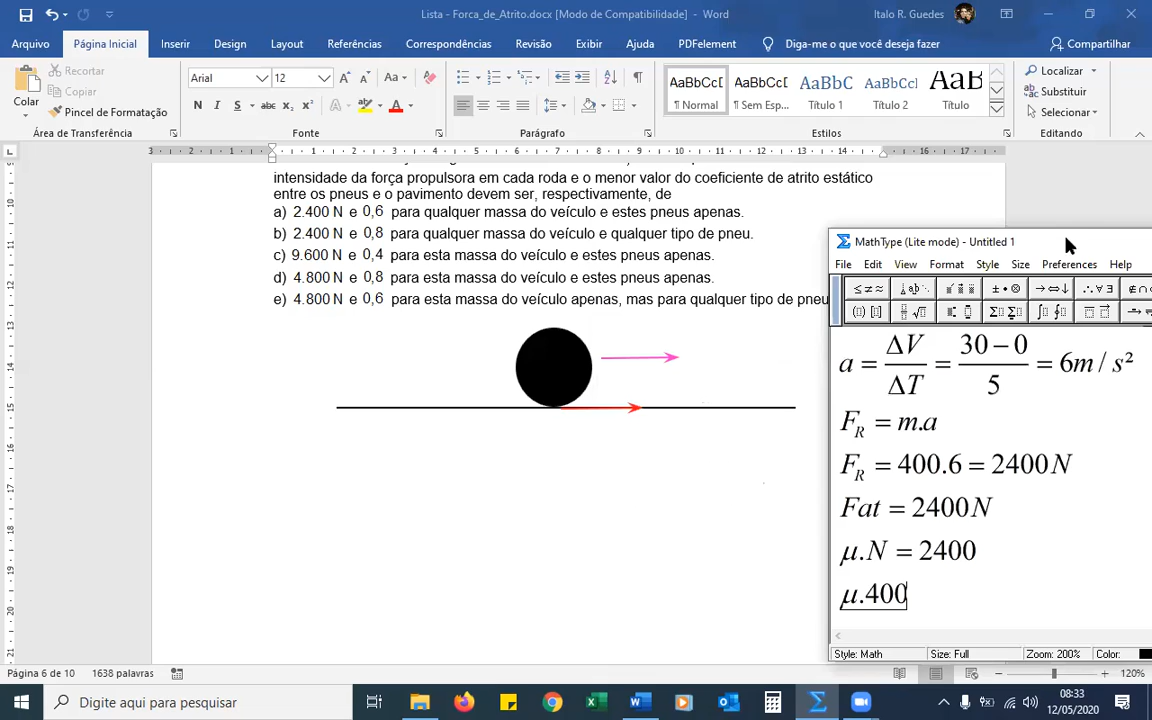 Lista - Forca_de_Atrito.docx [Modo de Compatibilidade] - Word
Italo R. Guedes
Arquivo Página Inicial Inserir Design Layout Referências Correspondências Revisão Exibir Ajuda PDFelement Diga-me o que você deseja fazer Compartilhar
Colar
Recortar
Copiar
Pincel de Formatação
Área de Transferência
Arial 12
Aa
N I S abc x₂ x²
Fonte
Parágrafo
AaBbCcD AaBbCcD AaBbC AaBbCcD AaB
¶ Normal ¶ Sem Esp... Título 1 Título 2 Título
Estilos
Localizar
Substituir
Selecionar
Editando
intensidade da força propulsora em cada roda e o menor valor do coeficiente de atrito estático
entre os pneus e o pavimento devem ser, respectivamente, de
a) 2.400 N e 0,6 para qualquer massa do veículo e estes pneus apenas.
b) 2.400 N e 0,8 para qualquer massa do veículo e qualquer tipo de pneu.
c) 9.600 N e 0,4 para esta massa do veículo e estes pneus apenas.
d) 4.800 N e 0,8 para esta massa do veículo e estes pneus apenas.
e) 4.800 N e 0,6 para esta massa do veículo apenas, mas para qualquer tipo de pneu
MathType (Lite mode) - Untitled 1
File Edit View Format Style Size Preferences Help
a = ΔV/ΔT = 30 − 0/5 = 6m / s²
F_R = m.a
F_R = 400.6 = 2400N
Fat = 2400N
μ.N = 2400
μ.400
Style: Math Size: Full Zoom: 200% Color:
Página 6 de 10 1638 palavras
120%
Digite aqui para pesquisar
08:33
12/05/2020